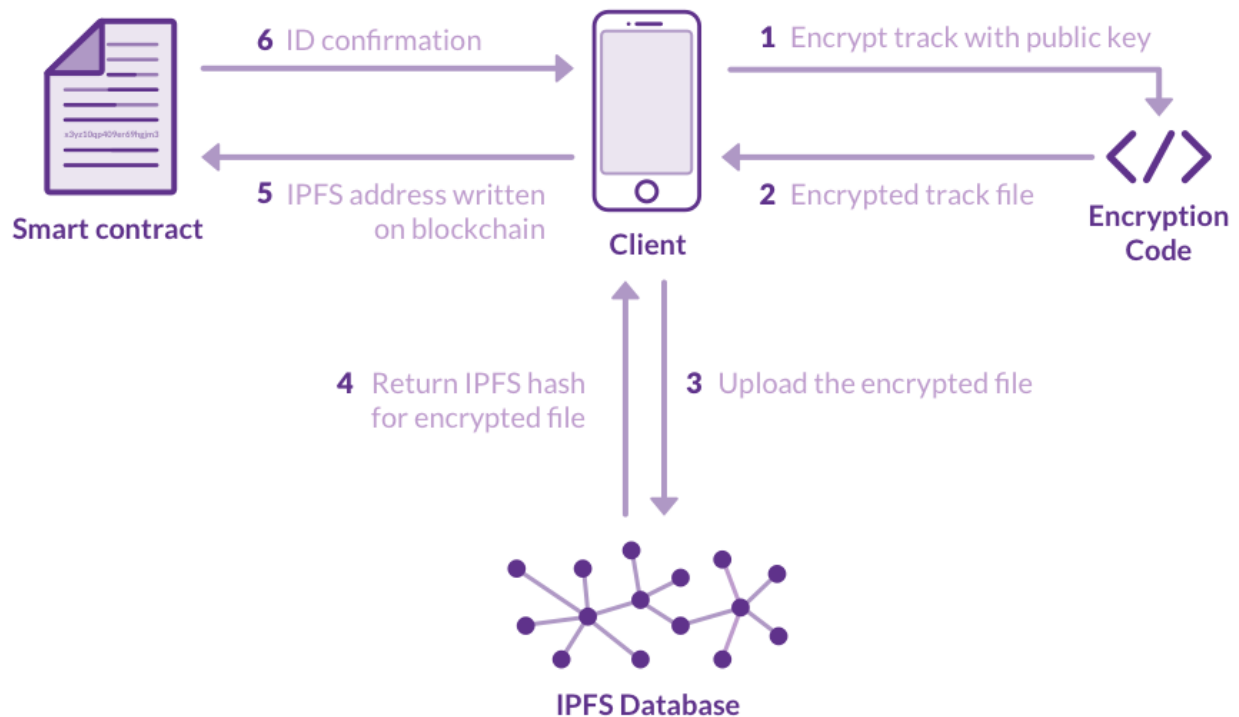 6 ID confirmation
1 Encrypt track with public key
x3yz10qp409er69hgjm3
5 IPFS address written
on blockchain
2 Encrypted track file
Smart contract
Client
Encryption
Code
4 Return IPFS hash
for encrypted file
3 Upload the encrypted file
IPFS Database